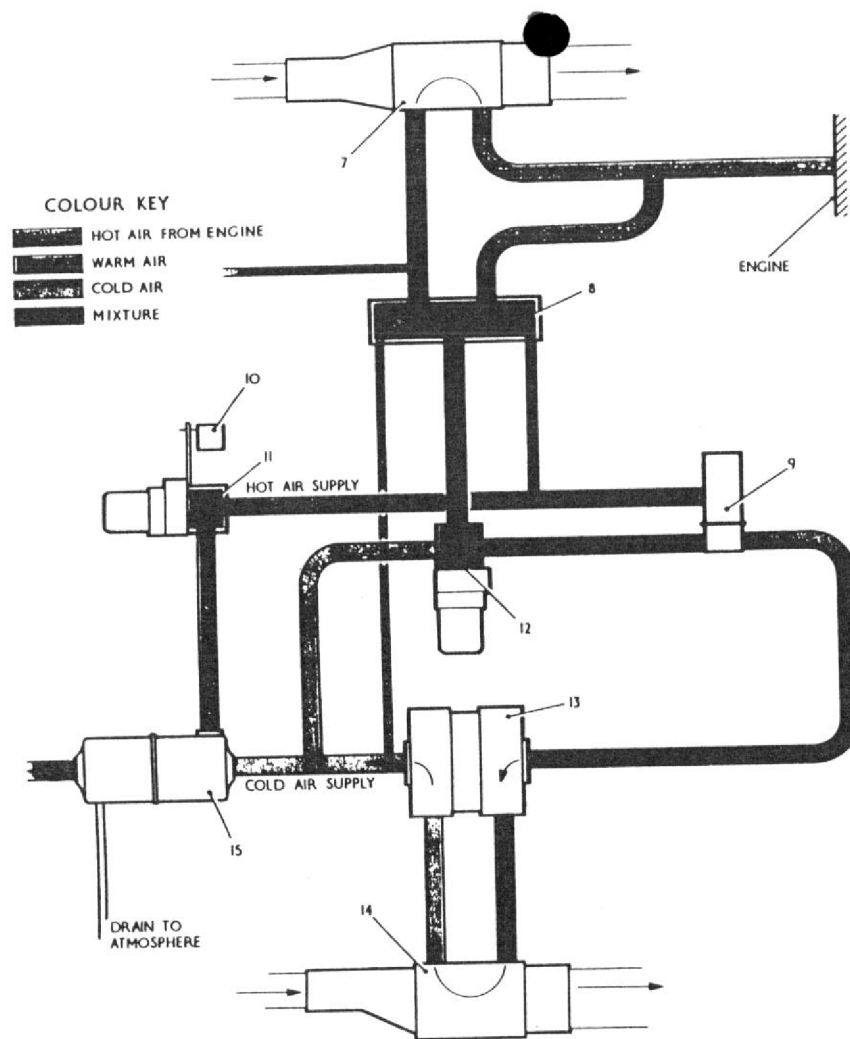 7
COLOUR KEY
HOT AIR FROM ENGINE
WARM AIR
COLD AIR
MIXTURE
ENGINE
8
10
11
HOT AIR SUPPLY
9
12
13
COLD AIR SUPPLY
15
DRAIN TO
ATMOSPHERE
14